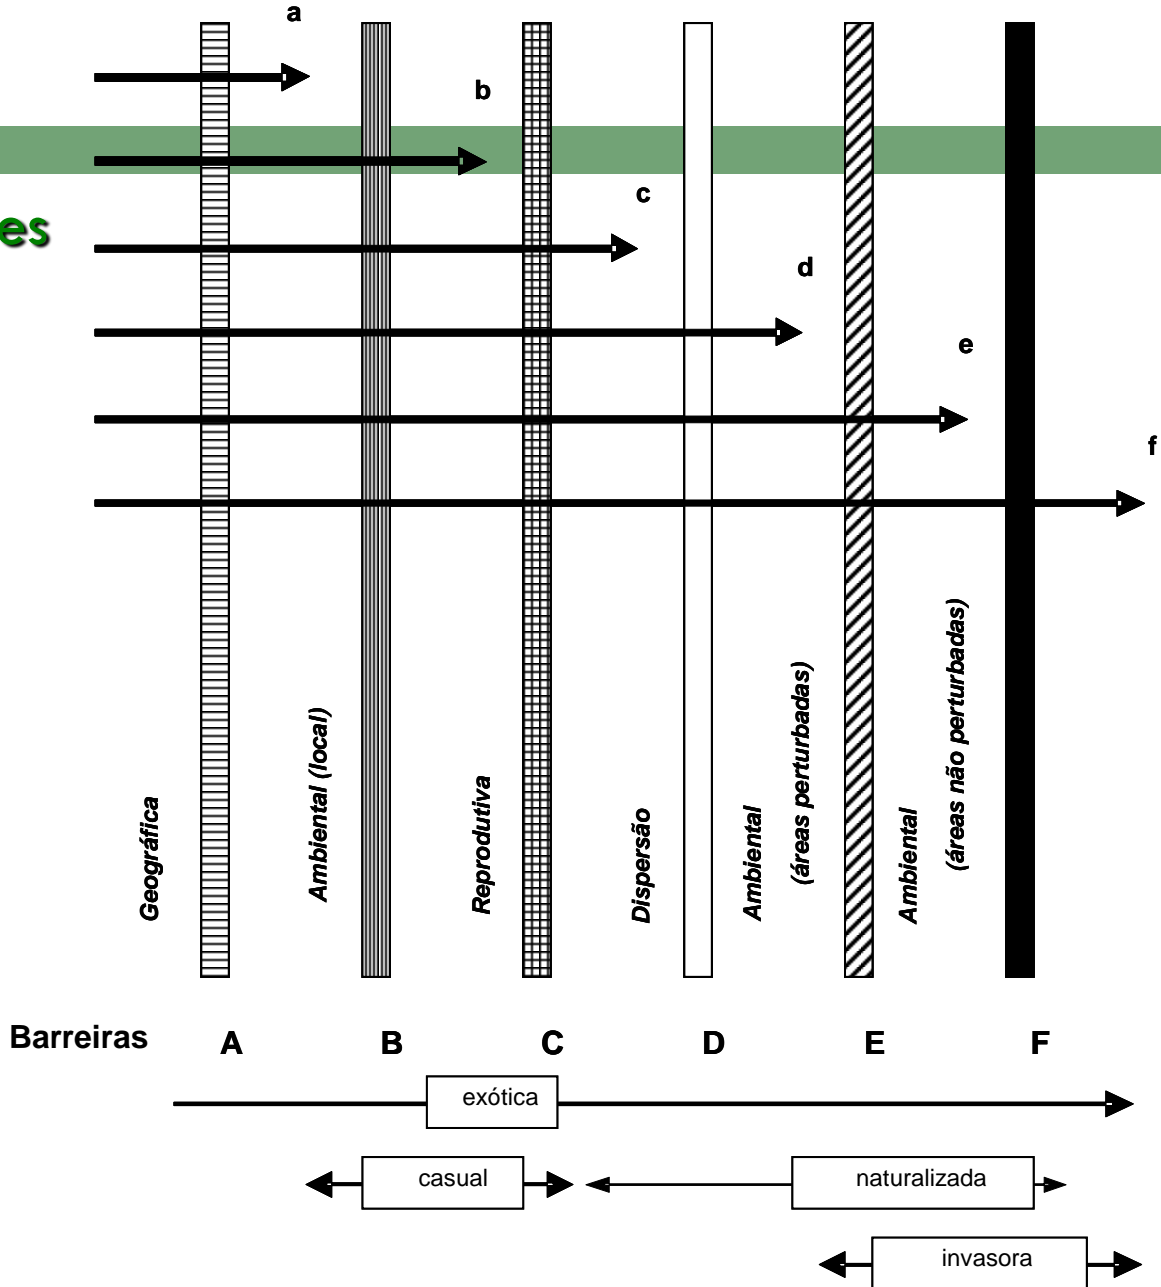 a
b
es
c
d
e
f
Geográfica
Ambiental (local)
Reprodutiva
Dispersão
Ambiental
(áreas perturbadas)
Ambiental
(áreas não perturbadas)
Barreiras A B C D E F
exótica
casual naturalizada
invasora